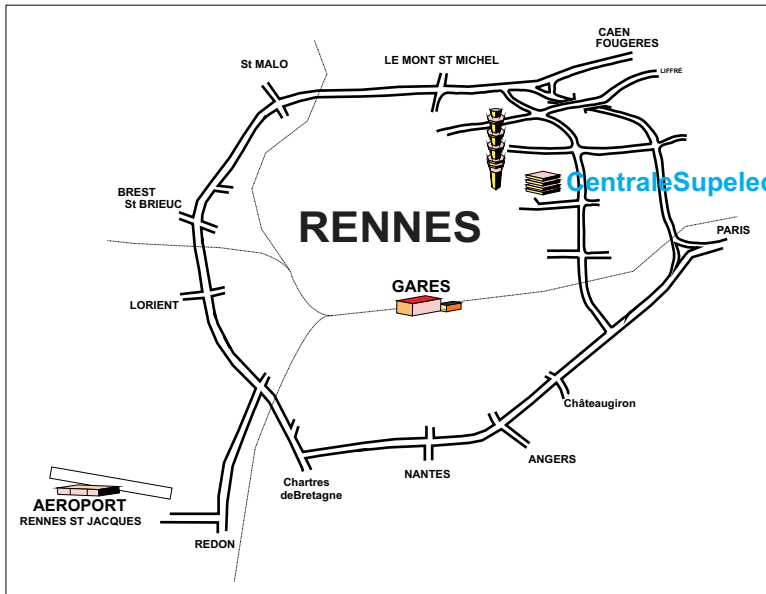 CAEN
FOUGERES
St MALO
LE MONT ST MICHEL
LIFFRÉ
CentraleSupelec
BREST
St BRIEUC
RENNES
PARIS
GARES
LORIENT
Châteaugiron
ANGERS
NANTES
Chartres
deBretagne
AEROPORT
RENNES ST JACQUES
REDON